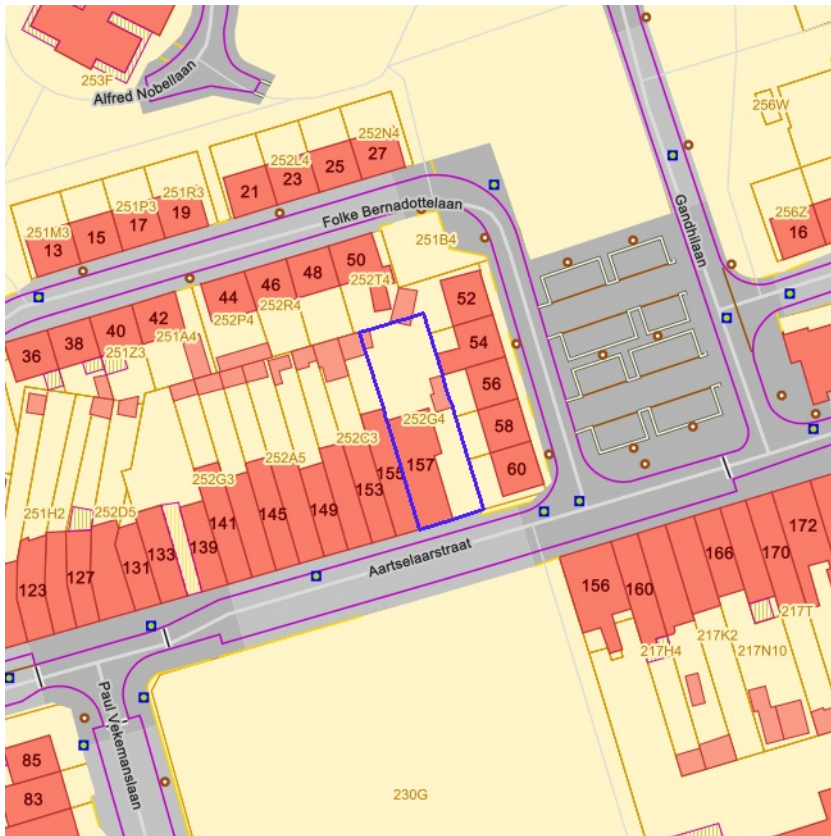 253F
Alfred Nobellaan
256W
252N4
27
25
252L4
23
21
251R3
19
251P3
17
15
251M3
13
Folke Bernadottelaan
Gandhilaan
256Z
16
251B4
50
48
46
44
252T4
252R4
252P4
42
251A4
40
38
36
251Z3
52
54
56
58
60
252G4
252C3
157
155
153
149
252A5
145
252G3
141
139
133
131
252D5
127
251H2
123
Aartselaarstraat
156
160
166
170
172
217T
217K2
217H4
217N10
Paul Vekemanslaan
85
83
230G